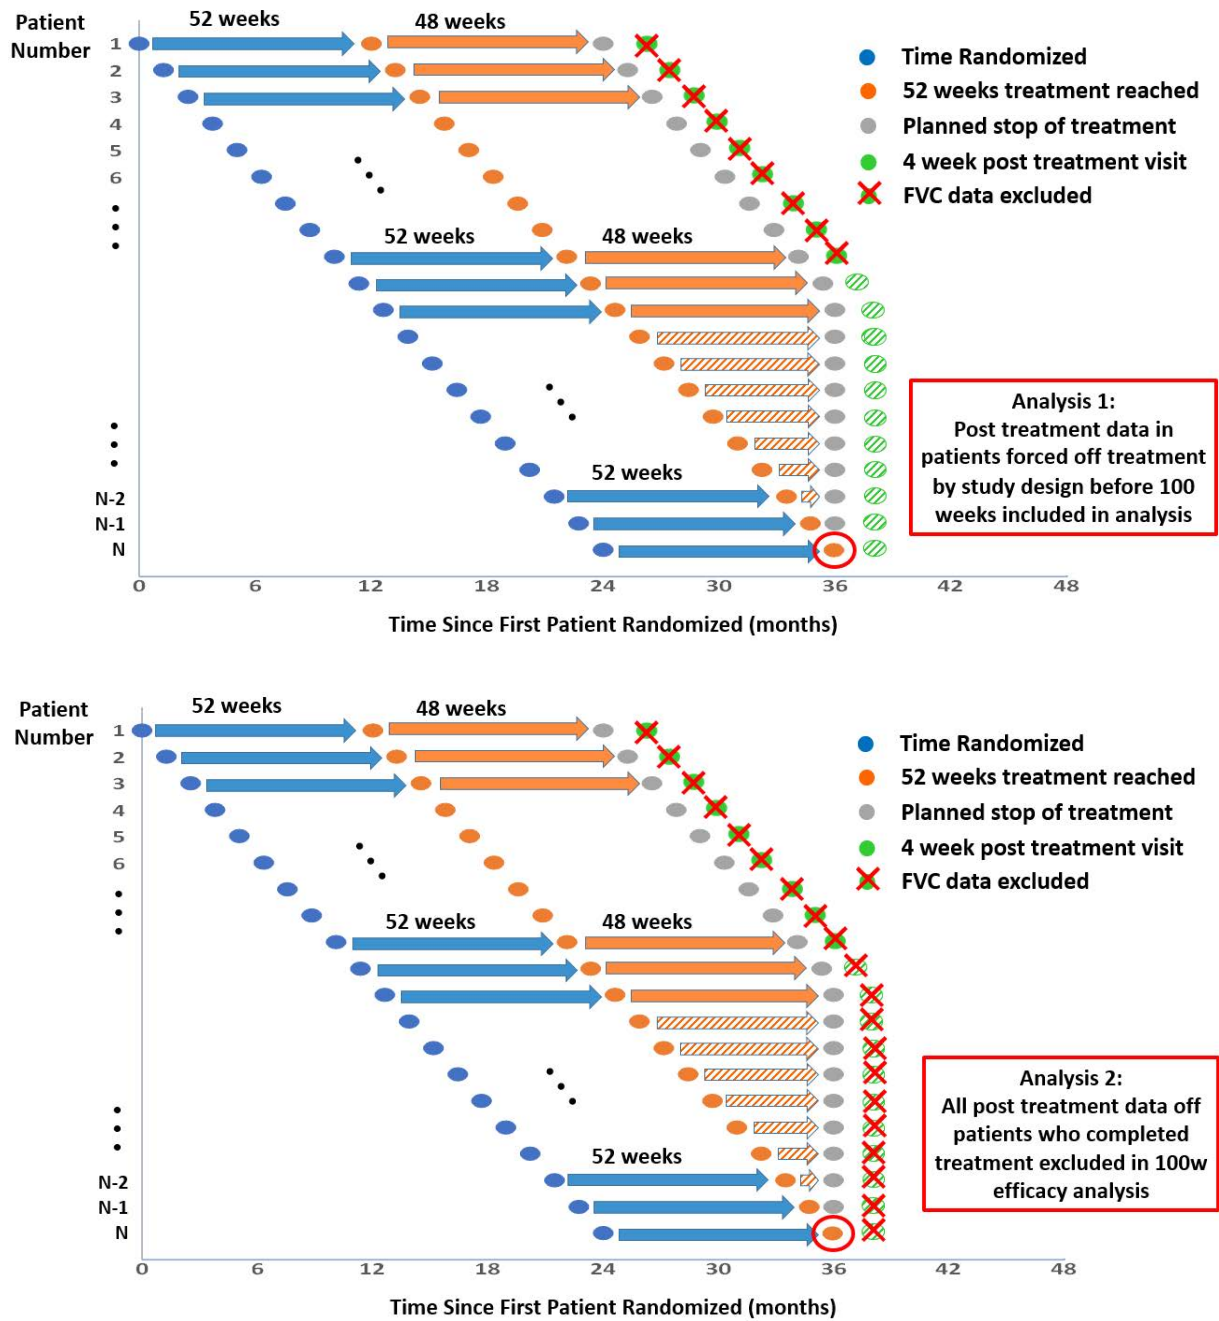 Patient
Number
52 weeks
48 weeks
1
2
3
4
5
6
Time Randomized
52 weeks treatment reached
Planned stop of treatment
4 week post treatment visit
FVC data excluded
52 weeks
48 weeks
Analysis 1:
Post treatment data in
patients forced off treatment
by study design before 100
weeks included in analysis
52 weeks
N-2
N-1
N
0 6 12 18 24 30 36 42 48
Time Since First Patient Randomized (months)
Patient
Number
52 weeks
48 weeks
1
2
3
4
5
6
Time Randomized
52 weeks treatment reached
Planned stop of treatment
4 week post treatment visit
FVC data excluded
52 weeks
48 weeks
Analysis 2:
All post treatment data off
patients who completed
treatment excluded in 100w
efficacy analysis
52 weeks
N-2
N-1
N
0 6 12 18 24 30 36 42 48
Time Since First Patient Randomized (months)